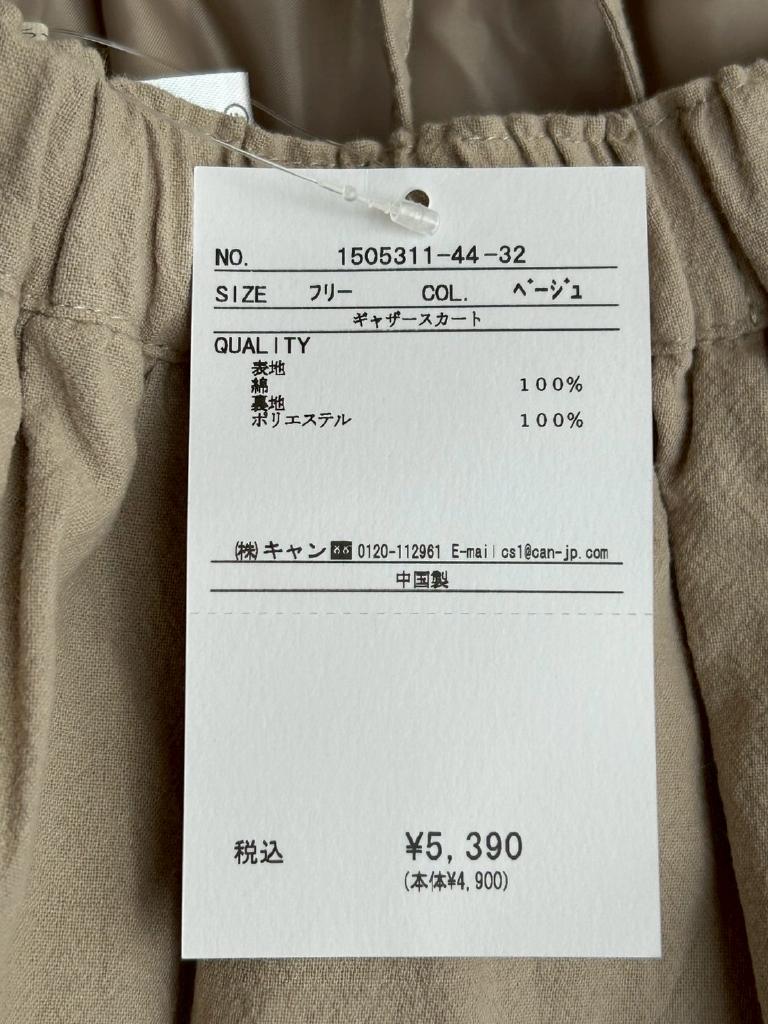 NO. 1505311-44-32
SIZE フリー COL. ベージュ
ギャザースカート
QUALITY
表地
綿 100%
裏地
ポリエステル 100%
㈱キャン 0120-112961 E-mail cs1@can-jp.com
中国製
税込 ¥5,390
(本体¥4,900)